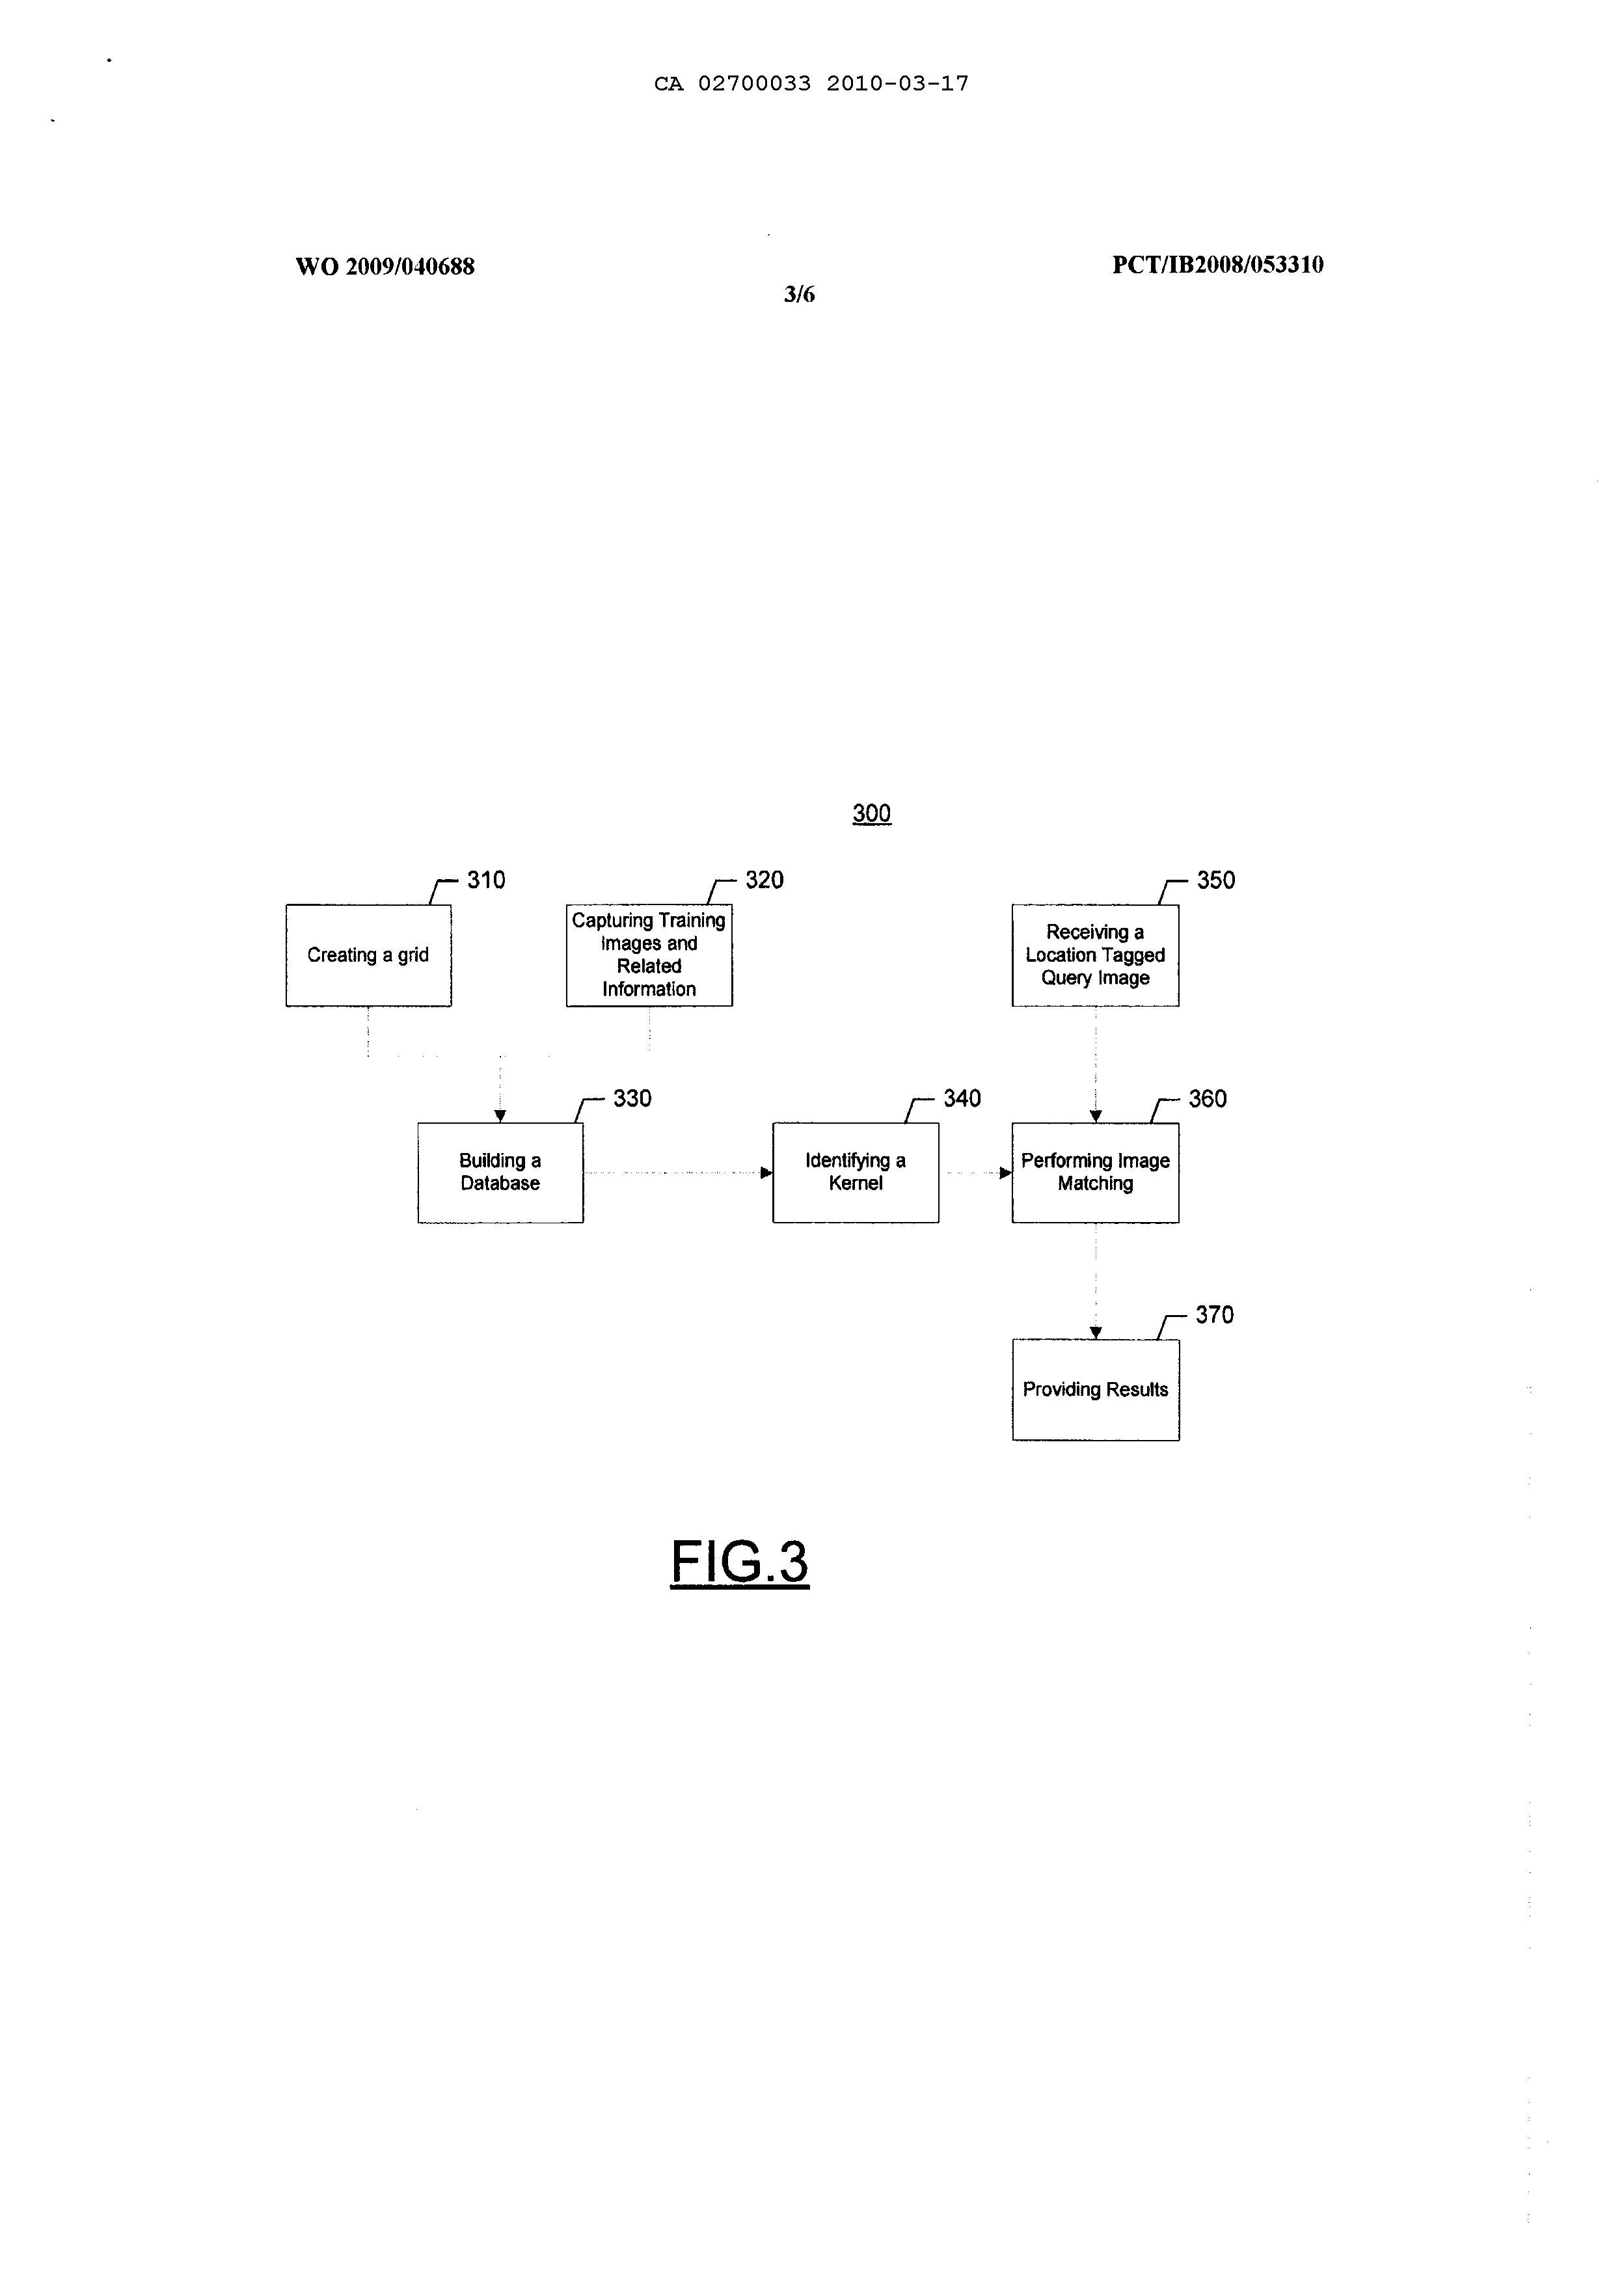 CA 02700033 2010-03-17
WO 2009/040688
PCT/IB2008/053310
3/6
300
310
320
350
Creating a grid
Capturing Training
Images and
Related
Information
Receiving a
Location Tagged
Query Image
330
340
360
Building a
Database
Identifying a
Kernel
Performing Image
Matching
370
Providing Results
FIG.3